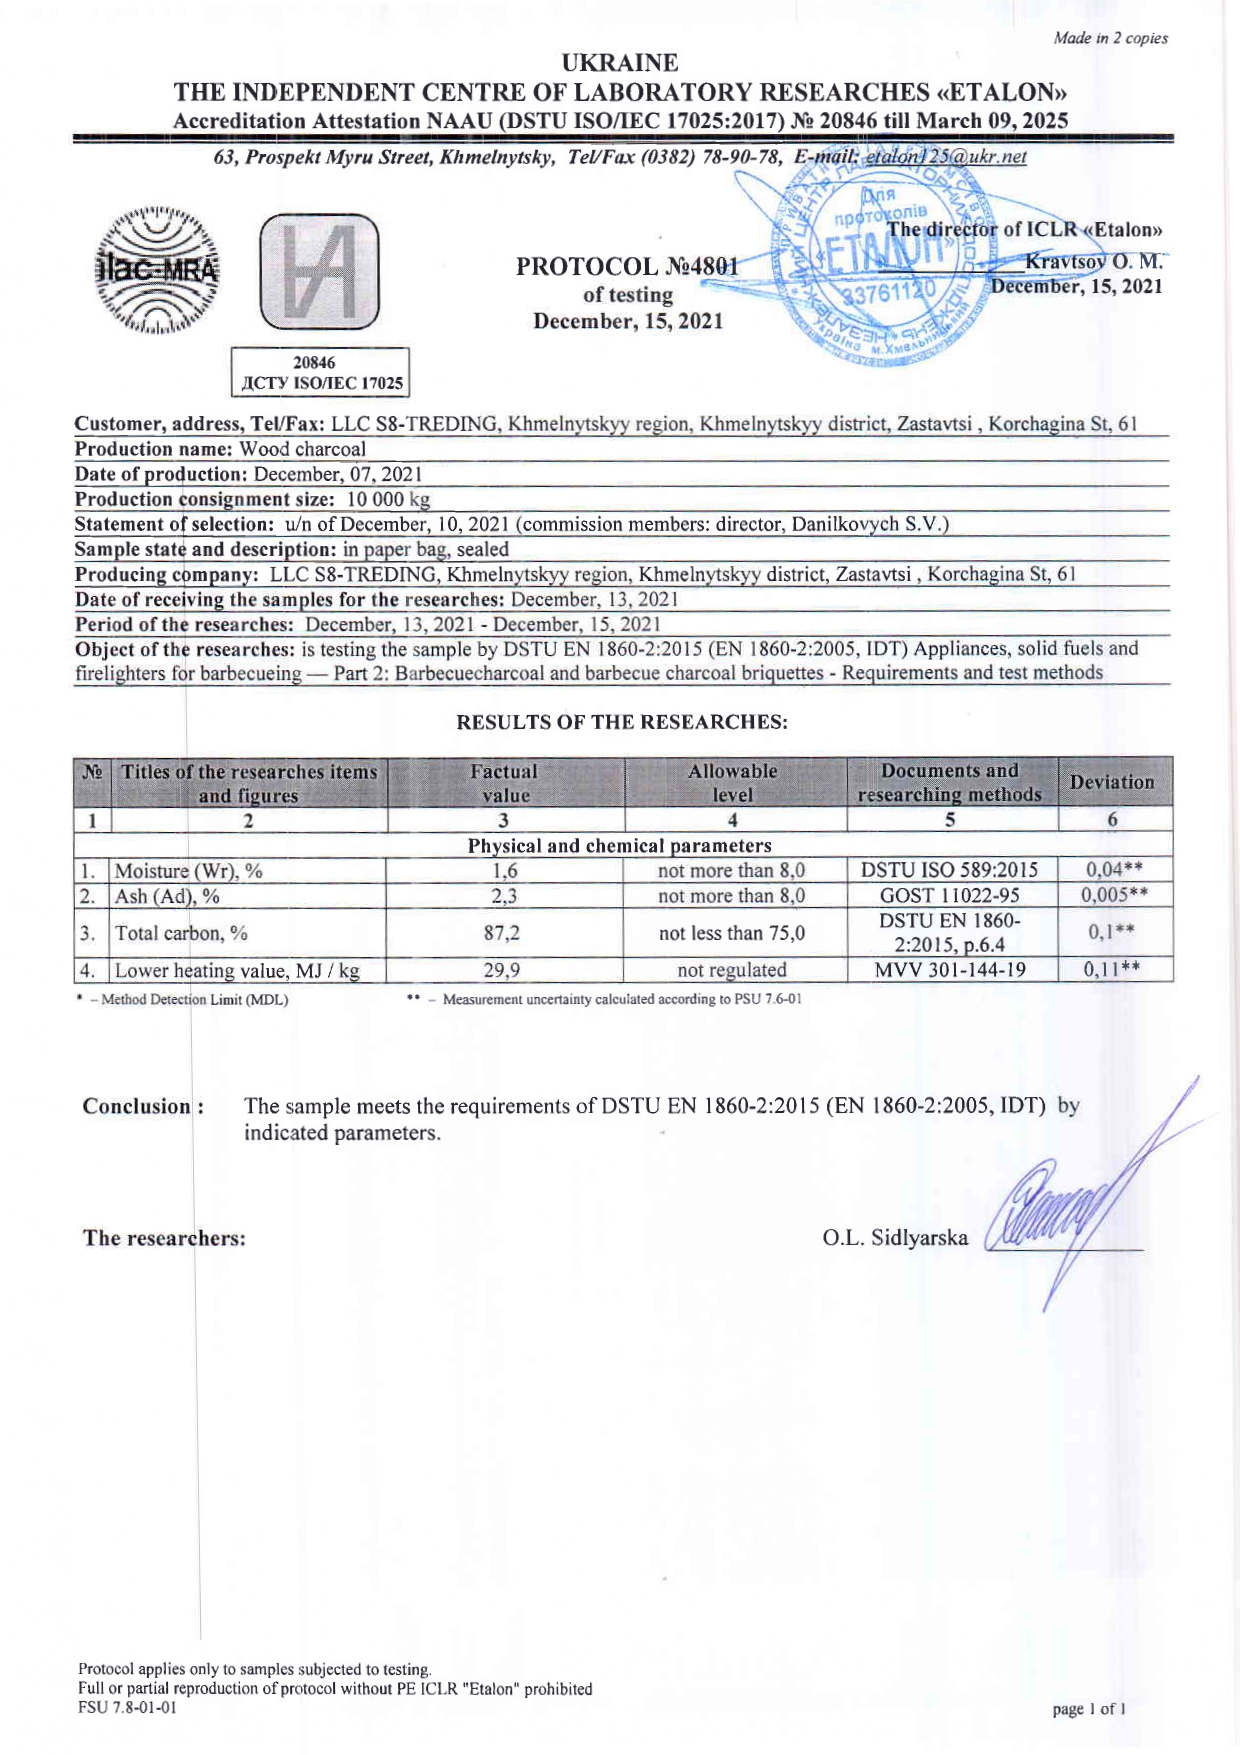 Made in 2 copies
UKRAINE
THE INDEPENDENT CENTRE OF LABORATORY RESEARCHES «ETALON»
Accreditation Attestation NAAU (DSTU ISO/IEC 17025:2017) № 20846 till March 09, 2025
63, Prospekt Myru Street, Khmelnytsky, Tel/Fax (0382) 78-90-78, E-mail: etalon125@ukr.net
ilac-MRA
Для
протоколів
33761120
Україна м.Хмельницький
PROTOCOL №4801
of testing
December, 15, 2021
The director of ICLR «Etalon»
Kravtsov O. M.
December, 15, 2021
20846
ДСТУ ISO/IEC 17025
Customer, address, Tel/Fax: LLC S8-TREDING, Khmelnytskyy region, Khmelnytskyy district, Zastavtsi , Korchagina St, 61
Production name: Wood charcoal
Date of production: December, 07, 2021
Production consignment size: 10 000 kg
Statement of selection: u/n of December, 10, 2021 (commission members: director, Danilkovych S.V.)
Sample state and description: in paper bag, sealed
Producing company: LLC S8-TREDING, Khmelnytskyy region, Khmelnytskyy district, Zastavtsi , Korchagina St, 61
Date of receiving the samples for the researches: December, 13, 2021
Period of the researches: December, 13, 2021 - December, 15, 2021
Object of the researches: is testing the sample by DSTU EN 1860-2:2015 (EN 1860-2:2005, IDT) Appliances, solid fuels and
firelighters for barbecueing — Part 2: Barbecuecharcoal and barbecue charcoal briquettes - Requirements and test methods
RESULTS OF THE RESEARCHES:
№ Titles of the researches items and figures Factual value Allowable level Documents and researching methods Deviation
1 2 3 4 5 6
Physical and chemical parameters
1. Moisture (Wr), % 1,6 not more than 8,0 DSTU ISO 589:2015 0,04**
2. Ash (Ad), % 2,3 not more than 8,0 GOST 11022-95 0,005**
3. Total carbon, % 87,2 not less than 75,0 DSTU EN 1860-2:2015, p.6.4 0,1**
4. Lower heating value, MJ / kg 29,9 not regulated MVV 301-144-19 0,11**
* – Method Detection Limit (MDL) ** – Measurement uncertainty calculated according to PSU 7.6-01
Conclusion : The sample meets the requirements of DSTU EN 1860-2:2015 (EN 1860-2:2005, IDT) by
indicated parameters.
The researchers: O.L. Sidlyarska
Protocol applies only to samples subjected to testing.
Full or partial reproduction of protocol without PE ICLR "Etalon" prohibited
FSU 7.8-01-01
page 1 of 1